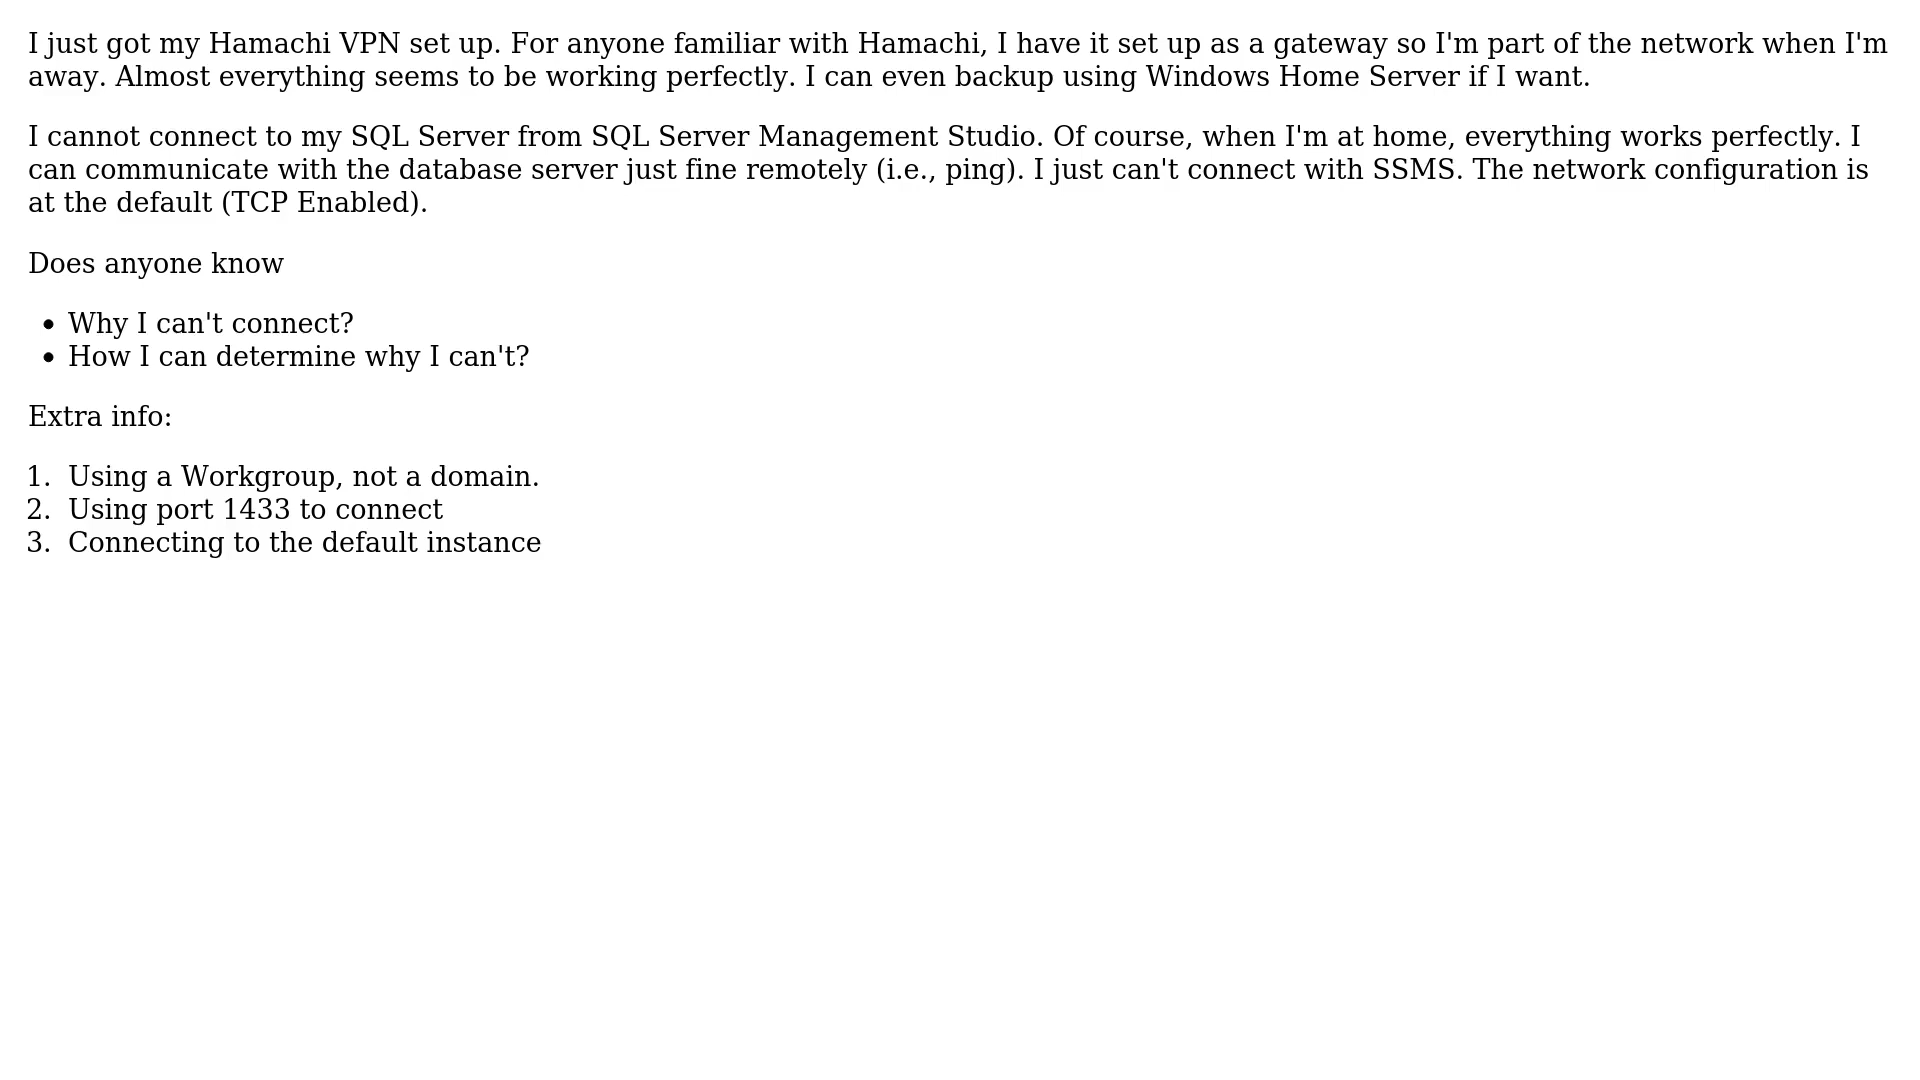 I just got my Hamachi VPN set up. For anyone familiar with Hamachi, I have it set up as a gateway so I'm part of the network when I'm
away. Almost everything seems to be working perfectly. I can even backup using Windows Home Server if I want.
I cannot connect to my SQL Server from SQL Server Management Studio. Of course, when I'm at home, everything works perfectly. I
can communicate with the database server just fine remotely (i.e., ping). I just can't connect with SSMS. The network configuration is
at the default (TCP Enabled).
Does anyone know
• Why I can't connect?
• How I can determine why I can't?
Extra info:
1. Using a Workgroup, not a domain.
2. Using port 1433 to connect
3. Connecting to the default instance